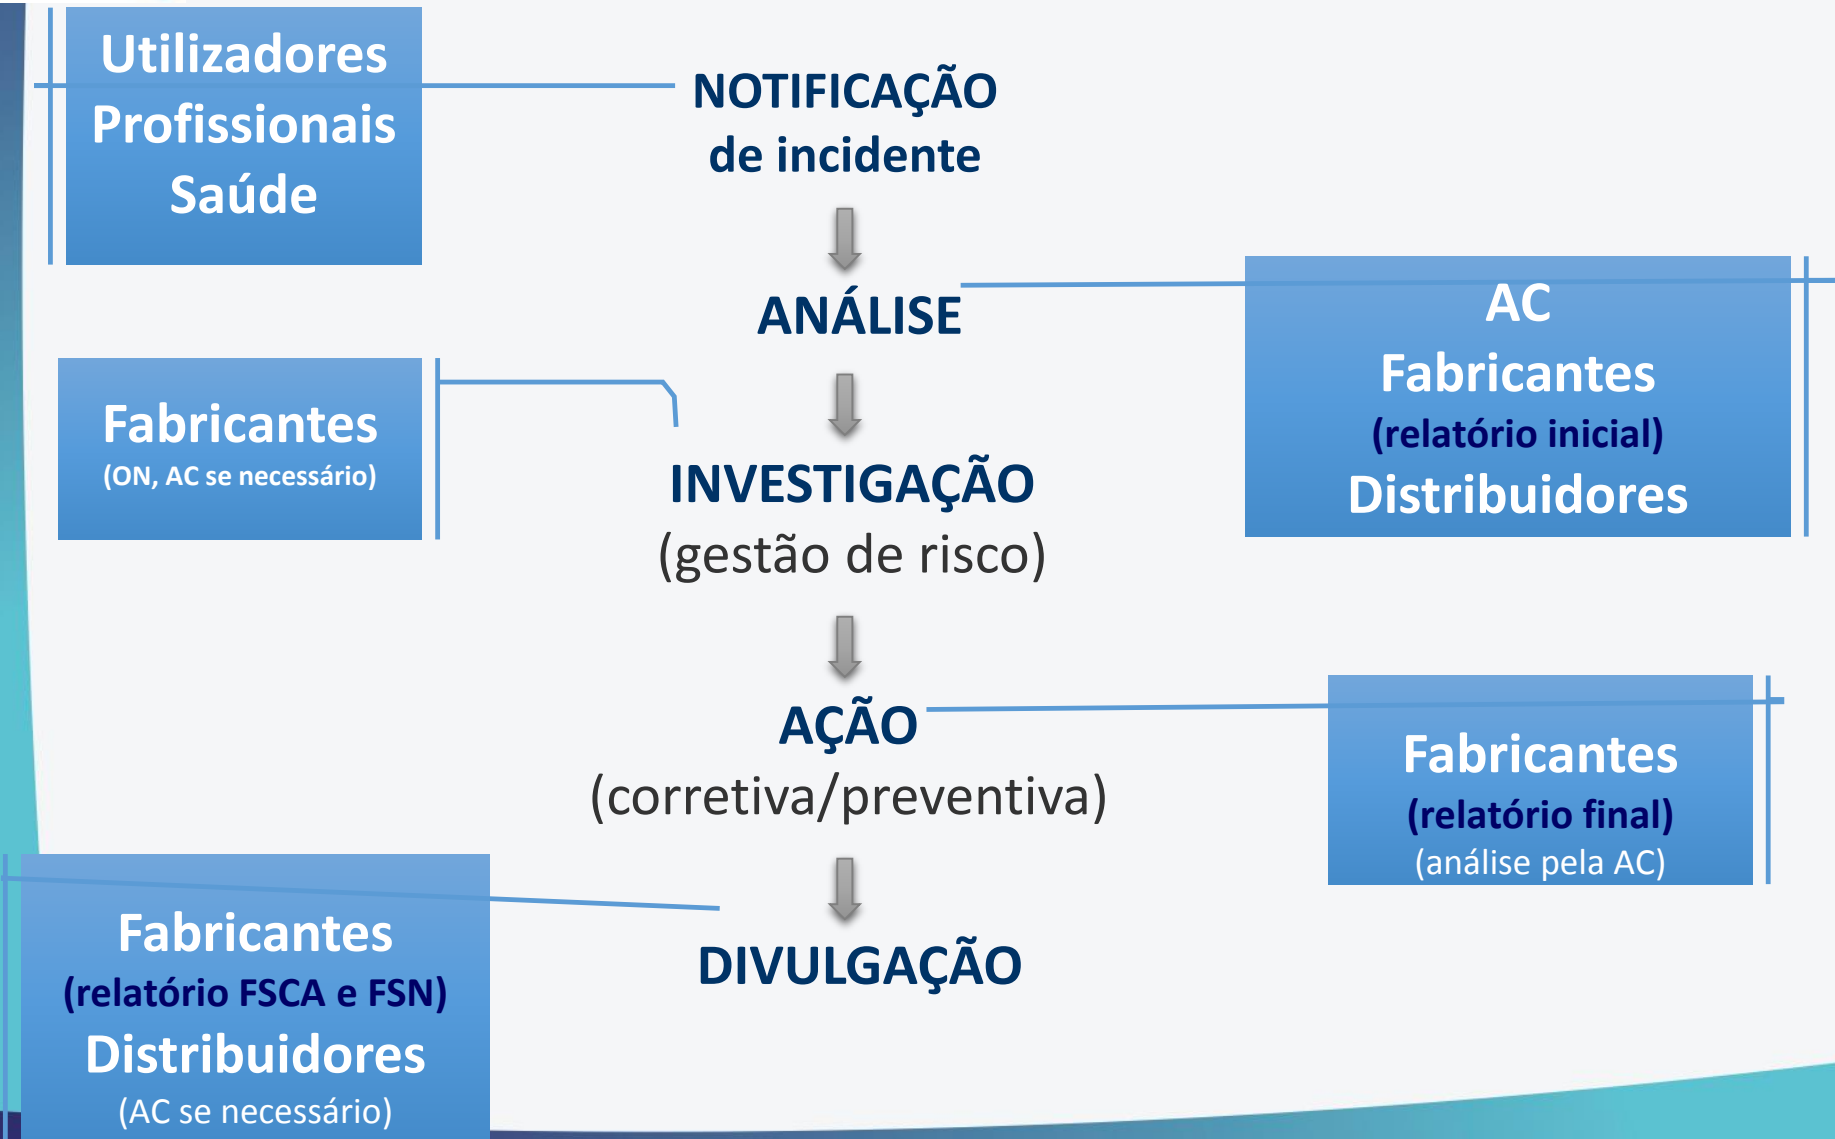 Utilizadores
Profissionais
Saúde
NOTIFICAÇÃO
de incidente
ANÁLISE
AC
Fabricantes
(relatório inicial)
Distribuidores
Fabricantes
(ON, AC se necessário)
INVESTIGAÇÃO
(gestão de risco)
AÇÃO
(corretiva/preventiva)
Fabricantes
(relatório final)
(análise pela AC)
Fabricantes
(relatório FSCA e FSN)
Distribuidores
(AC se necessário)
DIVULGAÇÃO